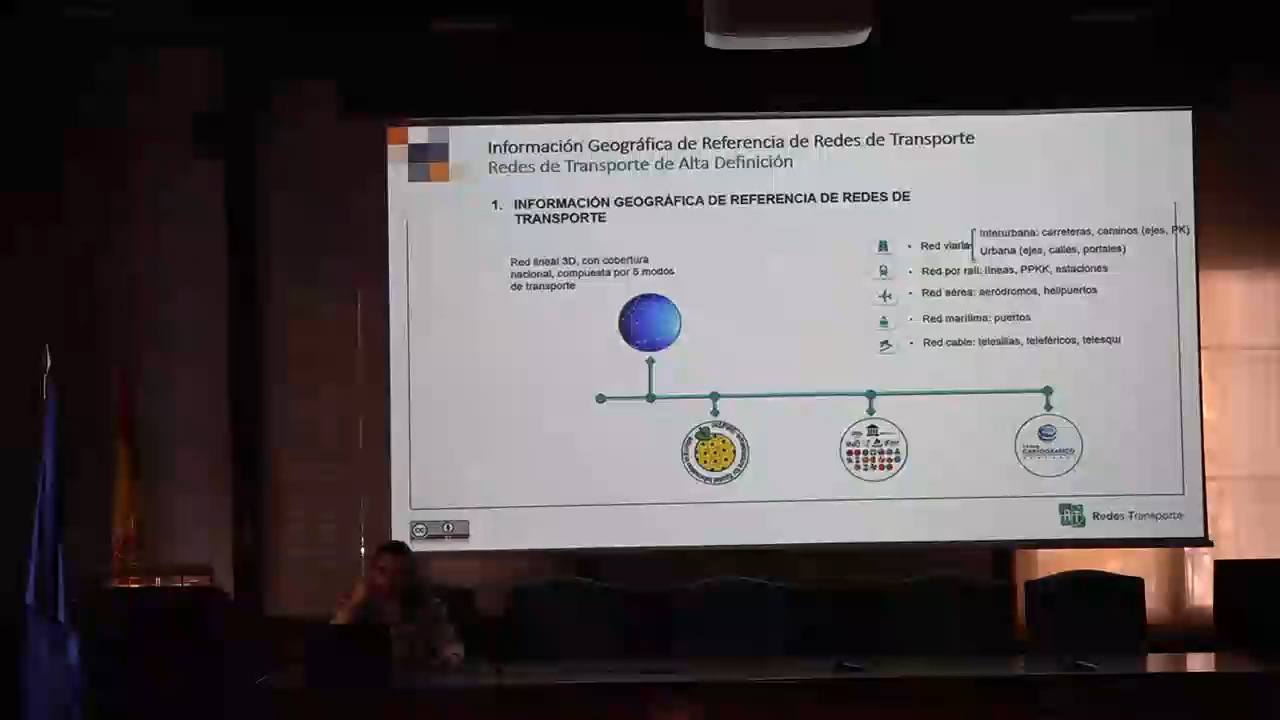 Información Geográfica de Referencia de Redes de Transporte
Redes de Transporte de Alta Definición
1. INFORMACIÓN GEOGRÁFICA DE REFERENCIA DE REDES DE
TRANSPORTE
Red lineal 3D, con cobertura
nacional, compuesta por 5 modos
de transporte
• Red viaria
Interurbana: carreteras, caminos (ejes, PK)
Urbana (ejes, calles, portales)
• Red por raíl: líneas, PPKK, estaciones
• Red aérea: aeródromos, helipuertos
• Red marítima: puertos
• Red cable: telesillas, teleféricos, telesquí
INSPIRE
CARTOGRÁFICO
cc
Redes Transporte